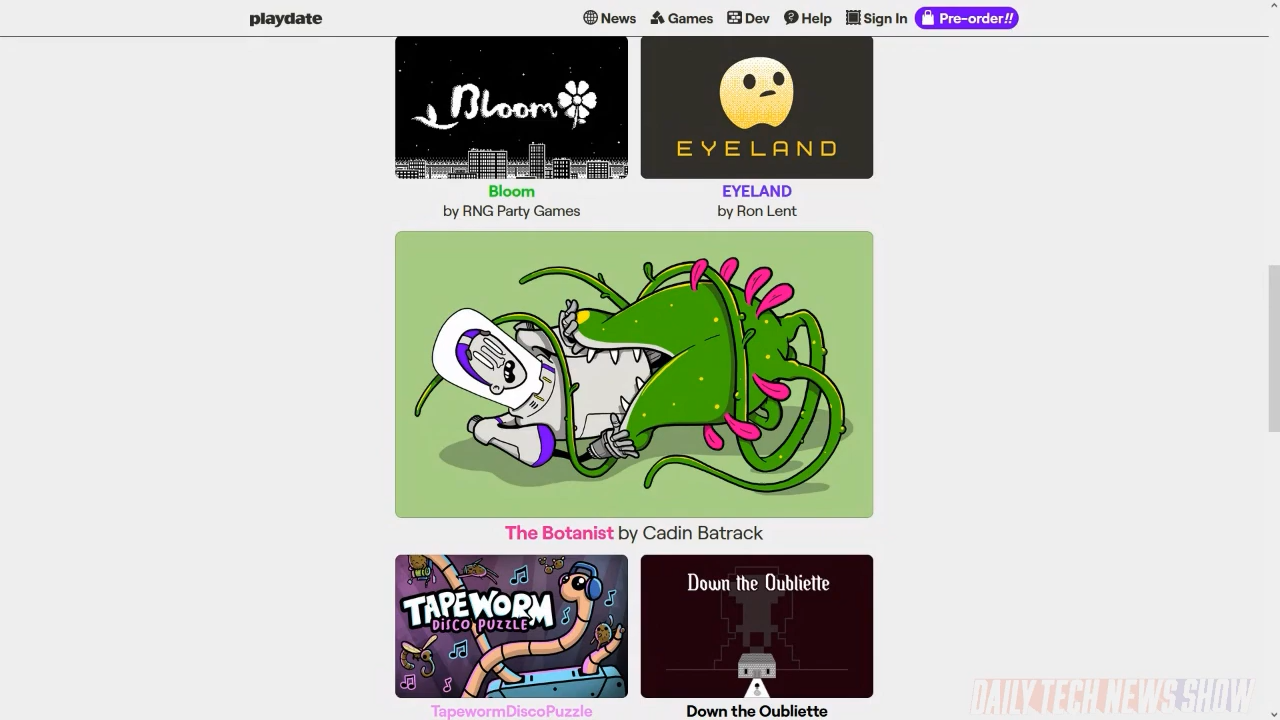 playdate
News
Games
Dev
Help
Sign In
Pre-order!!
Bloom
EYELAND
Bloom
by RNG Party Games
EYELAND
by Ron Lent
The Botanist by Cadin Batrack
TAPEWORM
DISCO PUZZLE
Down the Oubliette
TapewormDiscoPuzzle
Down the Oubliette
DAILY TECH NEWS SHOW